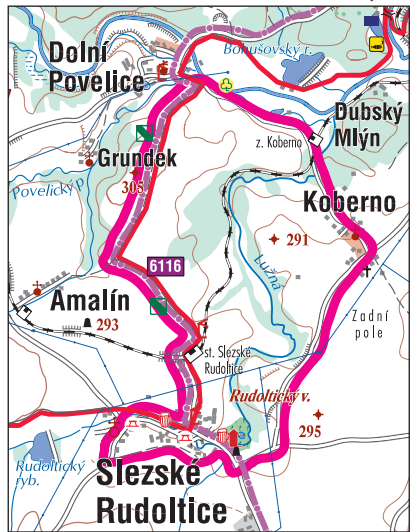 Bohušovský r.
Dolní
Povelice
Dubský
Mlýn
z. Koberno
Grundek
305
Povelický p.
Koberno
291
6116
Lužná
Amalín
293
Zadní
pole
st. Slezské
Rudoltice
Rudoltický v.
295
Rudoltický
ryb.
Slezské
Rudoltice